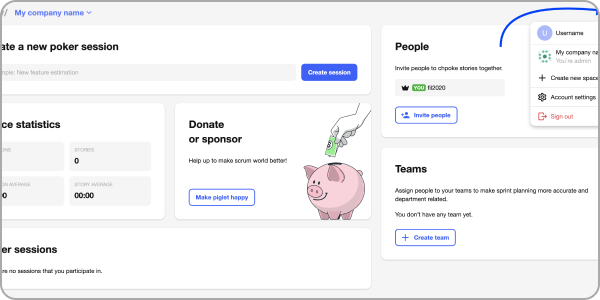 // My company name
ate a new poker session
mple: New feature estimation
Create session
ce statistics
ONS
STORIES
0
ON AVERAGE
STORY AVERAGE
00
00:00
Donate
or sponsor
Help up to make scrum world better!
Make piglet happy
er sessions
re no sessions that you participate in.
People
Invite people to chpoke stories together.
YOU fil2020
Invite people
Teams
Assign people to your teams to make sprint planning more accurate and
department related.
You don't have any team yet.
Create team
U Username
My company na
You're admin
Create new space
Account settings
Sign out